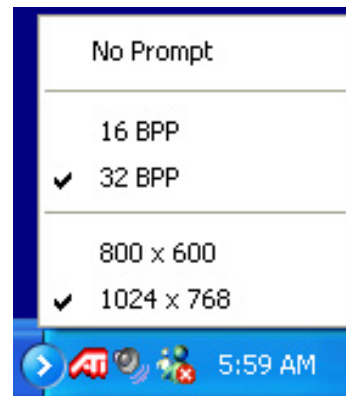 No Prompt
16 BPP
32 BPP
800 x 600
1024 x 768
ATI 5:59 AM